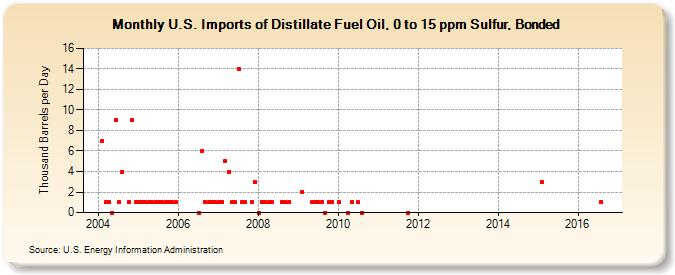 Monthly U.S. Imports of Distillate Fuel Oil, 0 to 15 ppm Sulfur, Bonded
Thousand Barrels per Day
16
14
12
10
8
6
4
2
0
2004 2006 2008 2010 2012 2014 2016
Source: U.S. Energy Information Administration